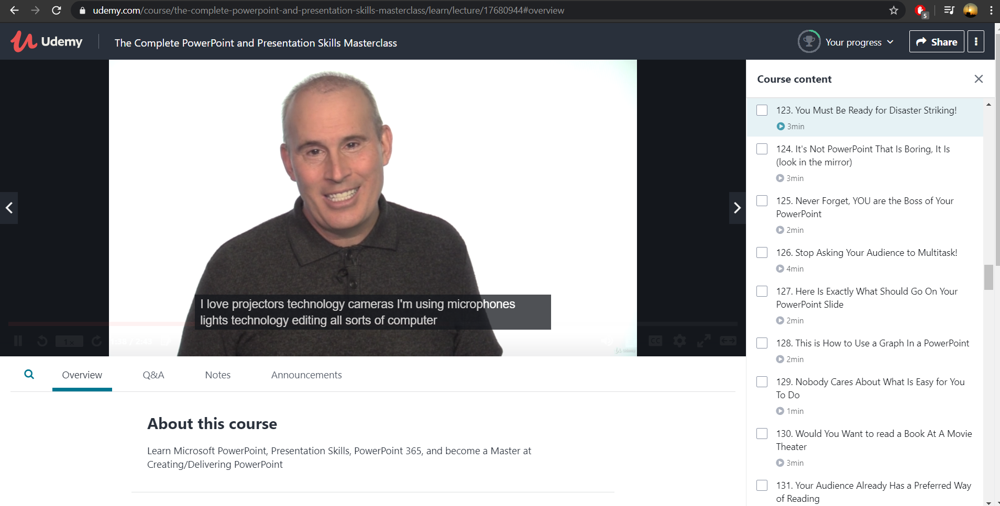 udemy.com/course/the-complete-powerpoint-and-presentation-skills-masterclass/learn/lecture/17680944#overview
5
Udemy
The Complete PowerPoint and Presentation Skills Masterclass
Your progress
Share
I love projectors technology cameras I'm using microphones
lights technology editing all sorts of computer
1x
CC
Overview
Q&A
Notes
Announcements
About this course
Learn Microsoft PowerPoint, Presentation Skills, PowerPoint 365, and become a Master at
Creating/Delivering PowerPoint
Course content
123. You Must Be Ready for Disaster Striking!
3min
124. It's Not PowerPoint That Is Boring, It Is
(look in the mirror)
3min
125. Never Forget, YOU are the Boss of Your
PowerPoint
2min
126. Stop Asking Your Audience to Multitask!
4min
127. Here Is Exactly What Should Go On Your
PowerPoint Slide
2min
128. This is How to Use a Graph In a PowerPoint
2min
129. Nobody Cares About What Is Easy for You
To Do
1min
130. Would You Want to read a Book At A Movie
Theater
3min
131. Your Audience Already Has a Preferred Way
of Reading